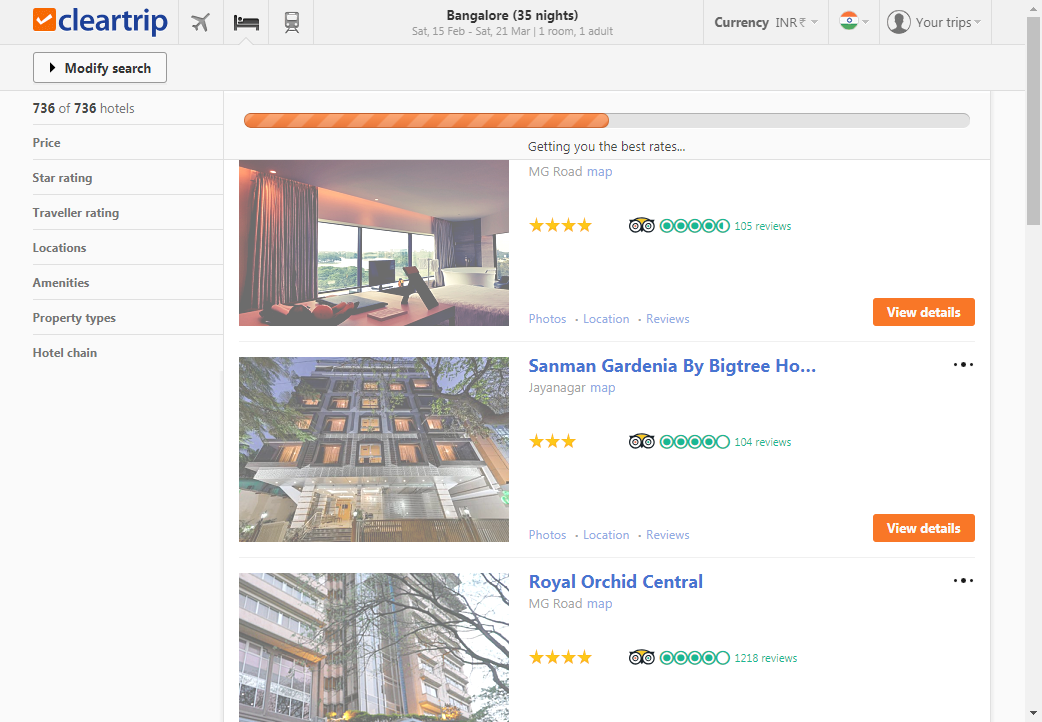 cleartrip
Bangalore (35 nights)
Sat, 15 Feb - Sat, 21 Mar | 1 room, 1 adult
Currency INR ₹
Your trips
Modify search
736 of 736 hotels
Price
Star rating
Traveller rating
Locations
Amenities
Property types
Hotel chain
Getting you the best rates...
MG Road map
105 reviews
Photos • Location • Reviews
View details
Sanman Gardenia By Bigtree Ho...
Jayanagar map
104 reviews
Photos • Location • Reviews
View details
Royal Orchid Central
MG Road map
1218 reviews